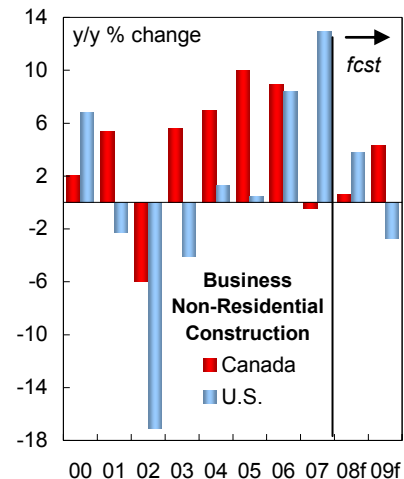 14
10
6
2
-2
-6
-10
-14
-18
y/y % change
fcst
Business
Non-Residential
Construction
Canada
U.S.
00 01 02 03 04 05 06 07 08f 09f